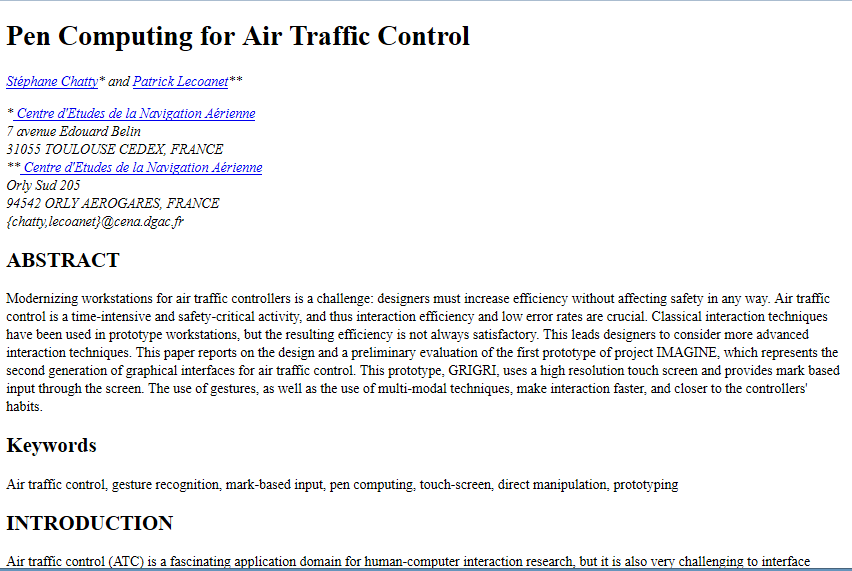 Pen Computing for Air Traffic Control
Stéphane Chatty* and Patrick Lecoanet**
* Centre d'Etudes de la Navigation Aérienne
7 avenue Edouard Belin
31055 TOULOUSE CEDEX, FRANCE
** Centre d'Etudes de la Navigation Aérienne
Orly Sud 205
94542 ORLY AEROGARES, FRANCE
{chatty,lecoanet}@cena.dgac.fr
ABSTRACT
Modernizing workstations for air traffic controllers is a challenge: designers must increase efficiency without affecting safety in any way. Air traffic
control is a time-intensive and safety-critical activity, and thus interaction efficiency and low error rates are crucial. Classical interaction techniques
have been used in prototype workstations, but the resulting efficiency is not always satisfactory. This leads designers to consider more advanced
interaction techniques. This paper reports on the design and a preliminary evaluation of the first prototype of project IMAGINE, which represents the
second generation of graphical interfaces for air traffic control. This prototype, GRIGRI, uses a high resolution touch screen and provides mark based
input through the screen. The use of gestures, as well as the use of multi-modal techniques, make interaction faster, and closer to the controllers'
habits.
Keywords
Air traffic control, gesture recognition, mark-based input, pen computing, touch-screen, direct manipulation, prototyping
INTRODUCTION
Air traffic control (ATC) is a fascinating application domain for human-computer interaction research, but it is also very challenging to interface